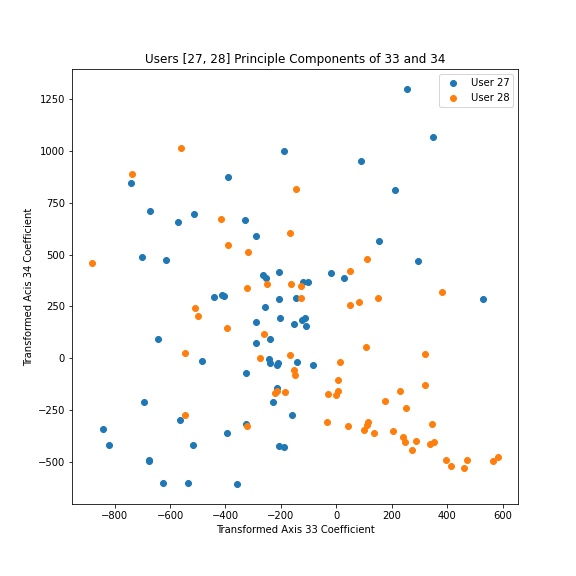 Users [27, 28] Principle Components of 33 and 34
User 27
User 28
Transformed Acis 34 Coefficient
1250
1000
750
500
250
0
−250
−500
−800 −600 −400 −200 0 200 400 600
Transformed Axis 33 Coefficient